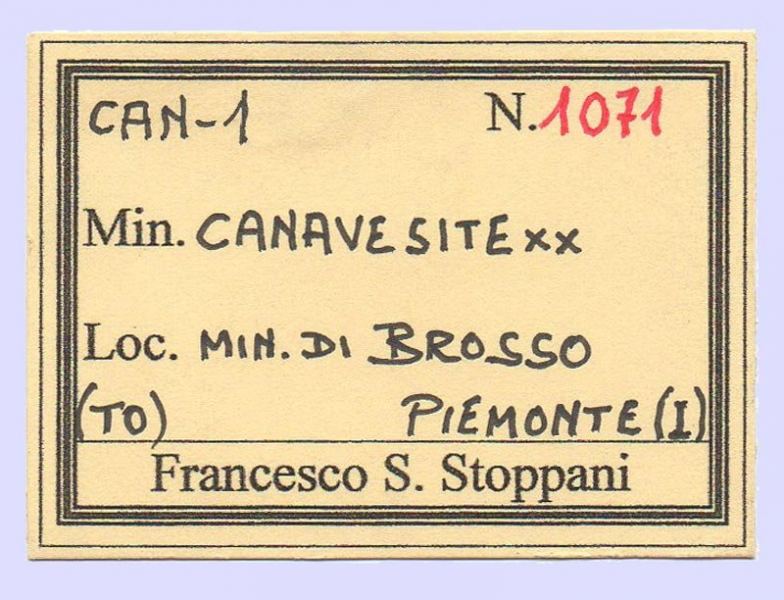 CAN-1 N.1071
Min. CANAVESITE xx
Loc. MIN. DI BROSSO
(TO) PIEMONTE (I)
Francesco S. Stoppani